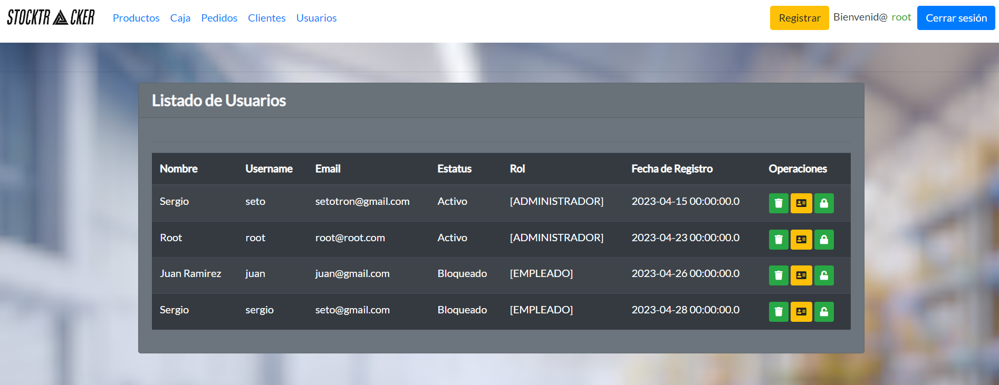 STOCKTR CKER Productos Caja Pedidos Clientes Usuarios Registrar Bienvenid@ root Cerrar sesión
Listado de Usuarios
Nombre Username Email Estatus Rol Fecha de Registro Operaciones
Sergio seto setotron@gmail.com Activo [ADMINISTRADOR] 2023-04-15 00:00:00.0
Root root root@root.com Activo [ADMINISTRADOR] 2023-04-23 00:00:00.0
Juan Ramirez juan juan@gmail.com Bloqueado [EMPLEADO] 2023-04-26 00:00:00.0
Sergio sergio seto@gmail.com Bloqueado [EMPLEADO] 2023-04-28 00:00:00.0